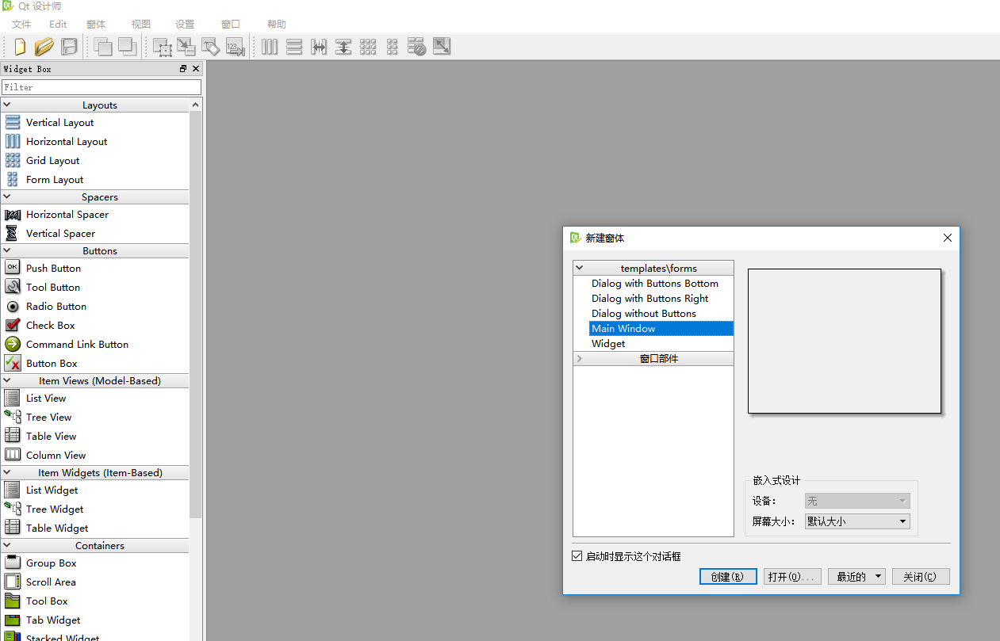 Qt 设计师
文件 Edit 窗体 视图 设置 窗口 帮助
Widget Box
Filter
Layouts
Vertical Layout
Horizontal Layout
Grid Layout
Form Layout
Spacers
Horizontal Spacer
Vertical Spacer
Buttons
OK Push Button
Tool Button
Radio Button
Check Box
Command Link Button
Button Box
Item Views (Model-Based)
List View
Tree View
Table View
Column View
Item Widgets (Item-Based)
List Widget
Tree Widget
Table Widget
Containers
Group Box
Scroll Area
Tool Box
Tab Widget
Stacked Widget
新建窗体
templates\forms
Dialog with Buttons Bottom
Dialog with Buttons Right
Dialog without Buttons
Main Window
Widget
窗口部件
嵌入式设计
设备： 无
屏幕大小： 默认大小
启动时显示这个对话框
创建(R) 打开(O)... 最近的 关闭(C)